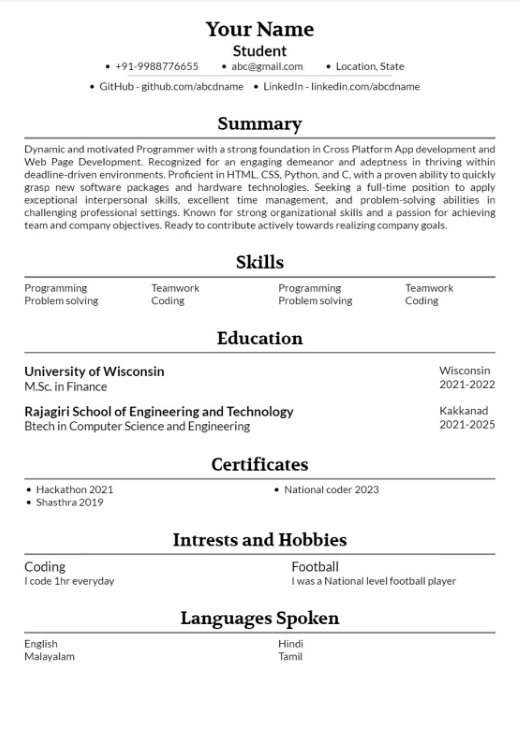 Your Name
Student
• +91-9988776655 • abc@gmail.com • Location, State
• GitHub - github.com/abcdname • LinkedIn - linkedin.com/abcdname
Summary
Dynamic and motivated Programmer with a strong foundation in Cross Platform App development and
Web Page Development. Recognized for an engaging demeanor and adeptness in thriving within
deadline-driven environments. Proficient in HTML, CSS, Python, and C, with a proven ability to quickly
grasp new software packages and hardware technologies. Seeking a full-time position to apply
exceptional interpersonal skills, excellent time management, and problem-solving abilities in
challenging professional settings. Known for strong organizational skills and a passion for achieving
team and company objectives. Ready to contribute actively towards realizing company goals.
Skills
Programming Teamwork Programming Teamwork
Problem solving Coding Problem solving Coding
Education
University of Wisconsin Wisconsin
M.Sc. in Finance 2021-2022
Rajagiri School of Engineering and Technology Kakkanad
Btech in Computer Science and Engineering 2021-2025
Certificates
• Hackathon 2021 • National coder 2023
• Shasthra 2019
Intrests and Hobbies
Coding Football
I code 1hr everyday I was a National level football player
Languages Spoken
English Hindi
Malayalam Tamil